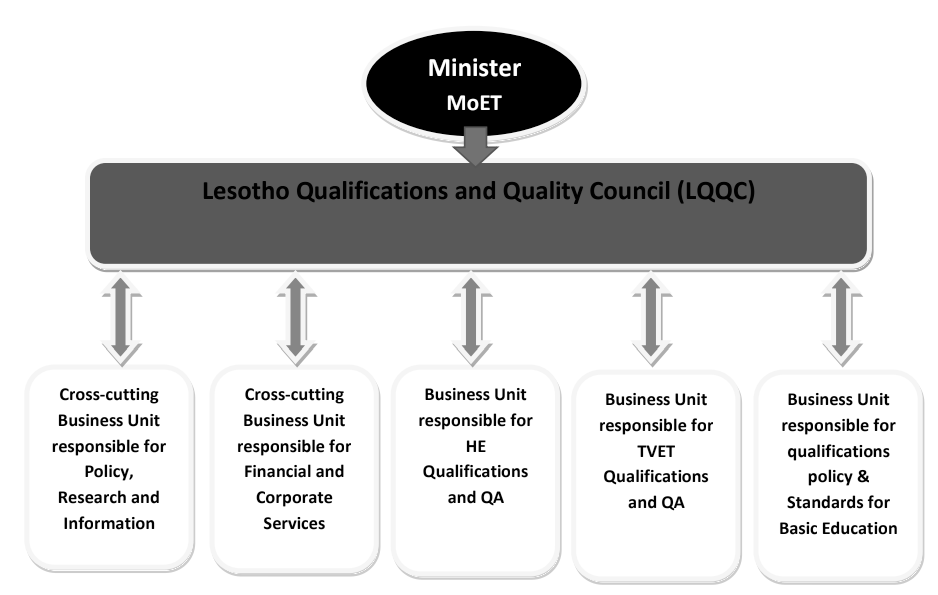 Minister
MoET
Lesotho Qualifications and Quality Council (LQQC)
Cross-cutting
Business Unit
responsible for
Policy,
Research and
Information
Cross-cutting
Business Unit
responsible for
Financial and
Corporate
Services
Business Unit
responsible for
HE
Qualifications
and QA
Business Unit
responsible for
TVET
Qualifications
and QA
Business Unit
responsible for
qualifications
policy &
Standards for
Basic Education